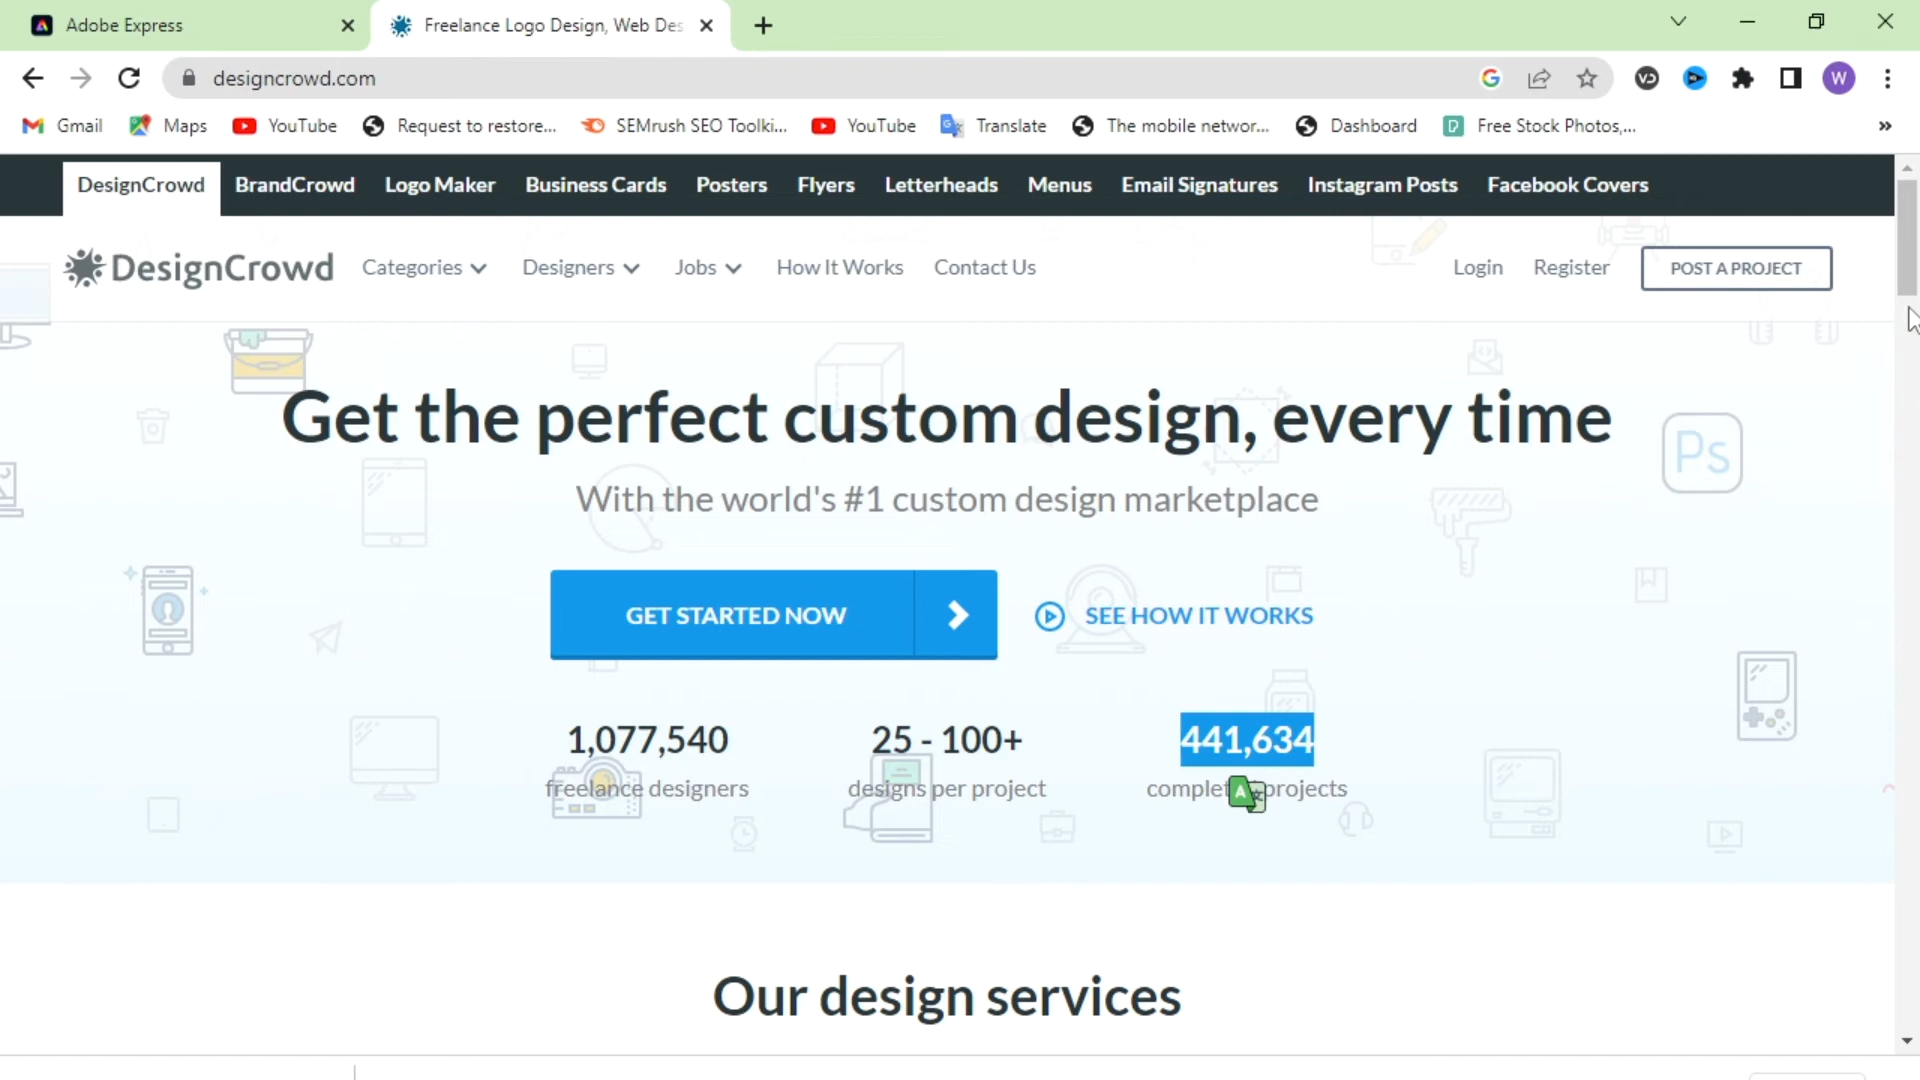 Adobe Express
Freelance Logo Design, Web Des
designcrowd.com
W
Gmail Maps YouTube Request to restore... SEMrush SEO Toolki... YouTube Translate The mobile networ... Dashboard Free Stock Photos,... »
DesignCrowd BrandCrowd Logo Maker Business Cards Posters Flyers Letterheads Menus Email Signatures Instagram Posts Facebook Covers
DesignCrowd Categories Designers Jobs How It Works Contact Us Login Register POST A PROJECT
Get the perfect custom design, every time
Ps
With the world's #1 custom design marketplace
GET STARTED NOW SEE HOW IT WORKS
1,077,540 25 - 100+ 441,634
freelance designers designs per project complet projects
Our design services